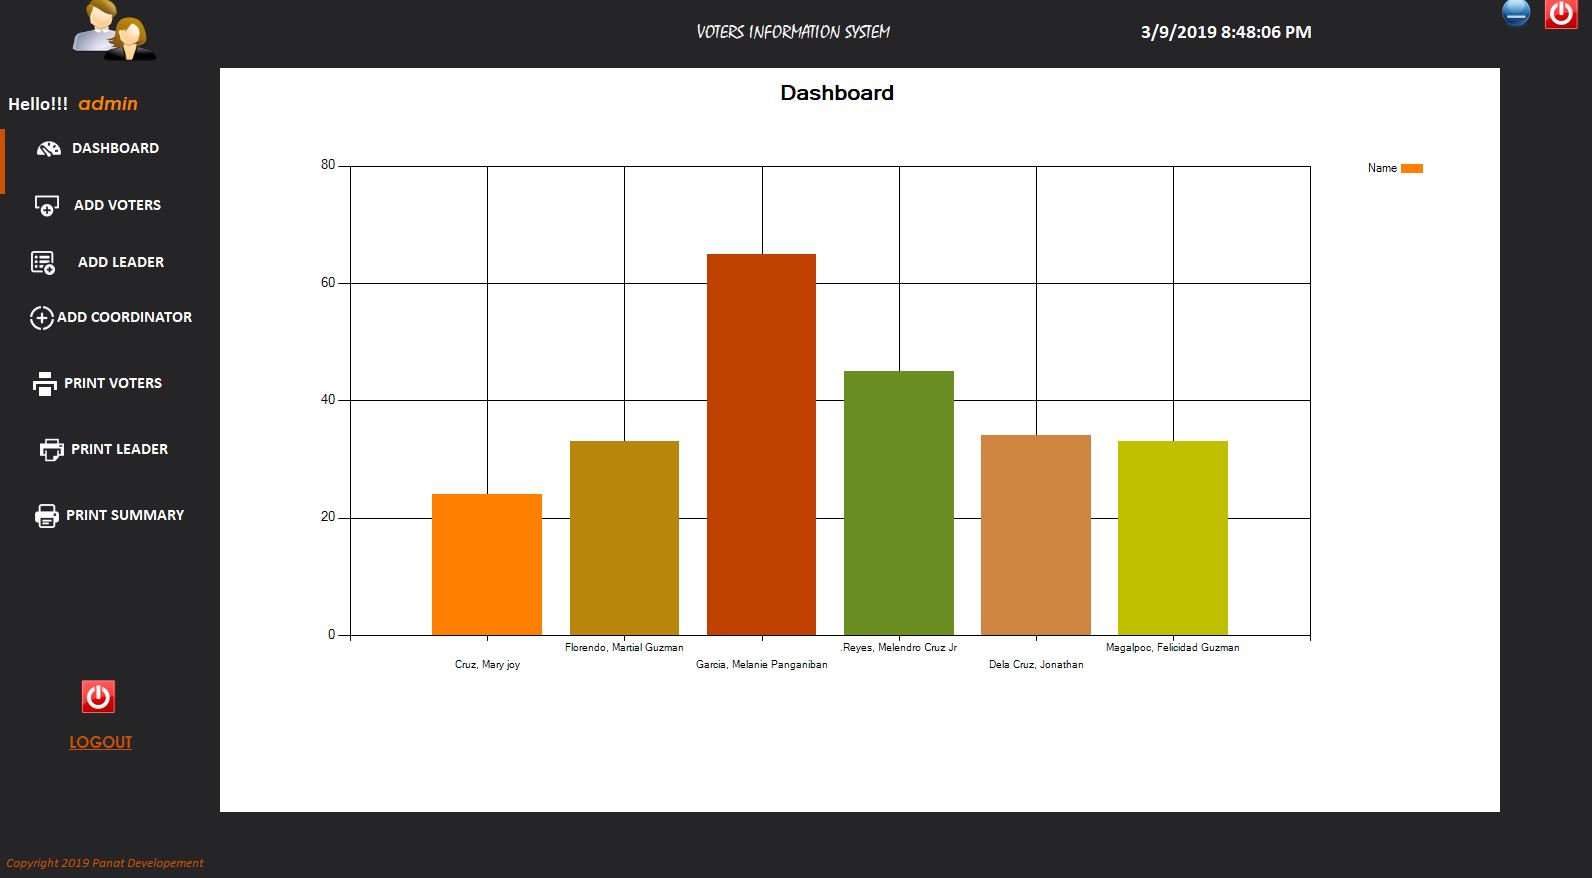 VOTERS INFORMATION SYSTEM
3/9/2019 8:48:06 PM
Hello!!! admin
DASHBOARD
ADD VOTERS
ADD LEADER
ADD COORDINATOR
PRINT VOTERS
PRINT LEADER
PRINT SUMMARY
LOGOUT
Copyright 2019 Panat Developement
Dashboard
Name
80
60
40
20
0
Cruz, Mary joy
Florendo, Martial Guzman
Garcia, Melanie Panganiban
.Reyes, Melendro Cruz Jr
Dela Cruz, Jonathan
Magalpoc, Felicidad Guzman